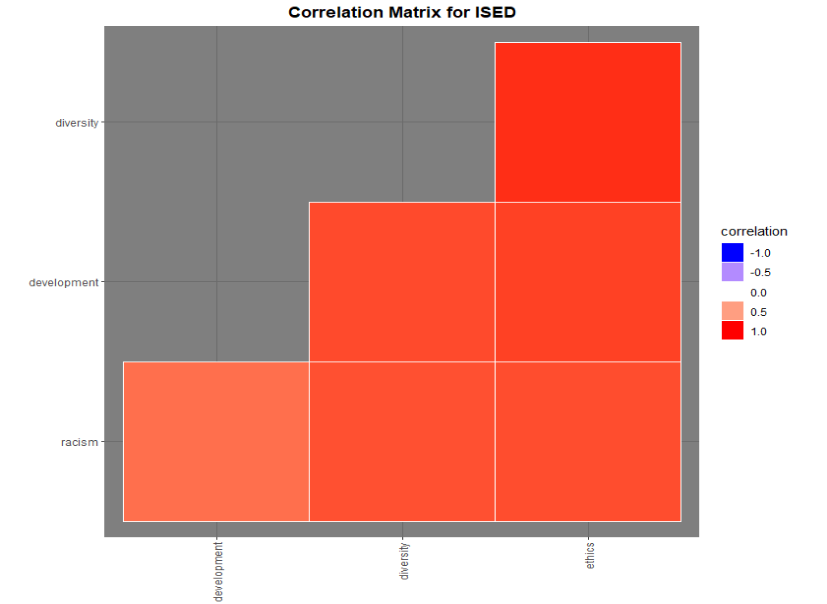 Correlation Matrix for ISED
diversity
development
racism
development
diversity
ethics
correlation
-1.0
-0.5
0.0
0.5
1.0